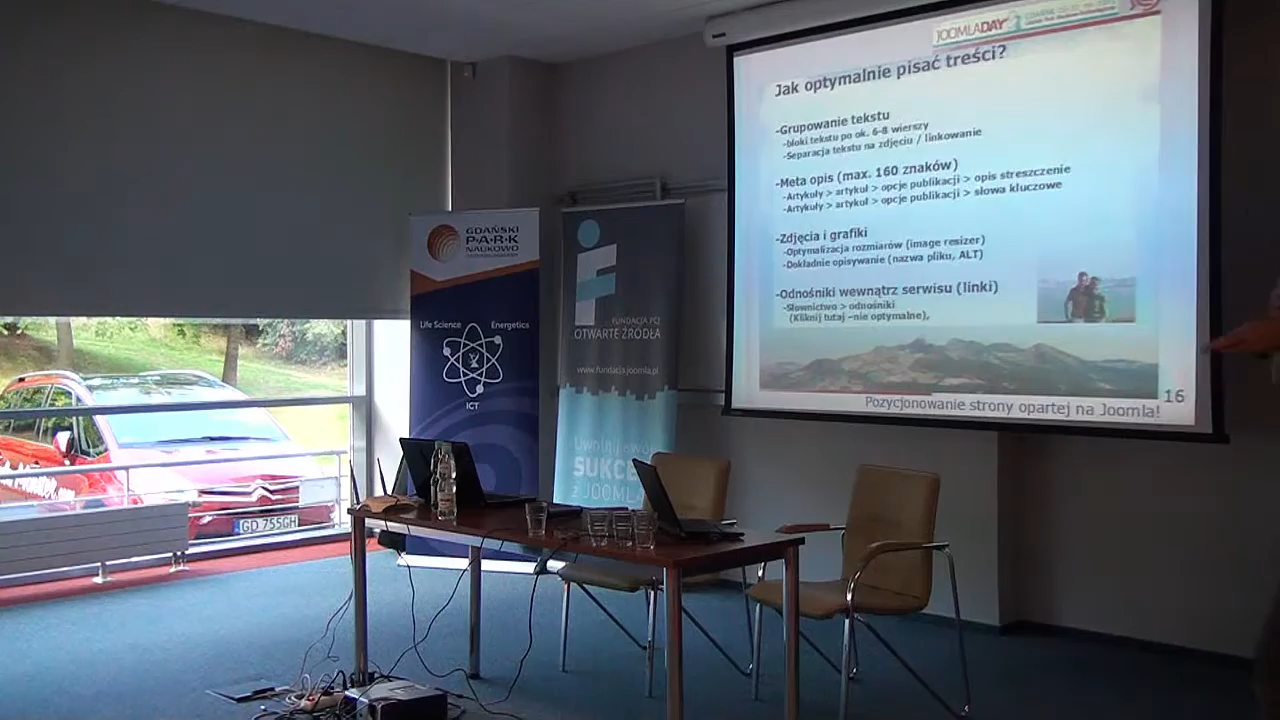 JOOMLADAY
Jak optymalnie pisać treści?
-Grupowanie tekstu
-bloki tekstu po ok. 6-8 wierszy
-Separacja tekstu na zdjęciu / linkowanie
-Meta opis (max. 160 znaków)
-Artykuły > artykuł > opcje publikacji > opis streszczenie
-Artykuły > artykuł > opcje publikacji > słowa kluczowe
-Zdjęcia i grafiki
-Optymalizacja rozmiarów (image resizer)
-Dokładnie opisywanie (nazwa pliku, ALT)
-Odnośniki wewnątrz serwisu (linki)
-Słownictwo > odnośniki
(Kliknij tutaj –nie optymalne),
16
Pozycjonowanie strony opartej na Joomla!
GDAŃSKI
P·A·R·K
NAUKOWO
Life Science
Energetics
ICT
FUNDACJA PCJ
OTWARTE ŹRÓDŁA
www.fundacja.joomla.pl
SUKCE
z JOOMLA
GD 755GH